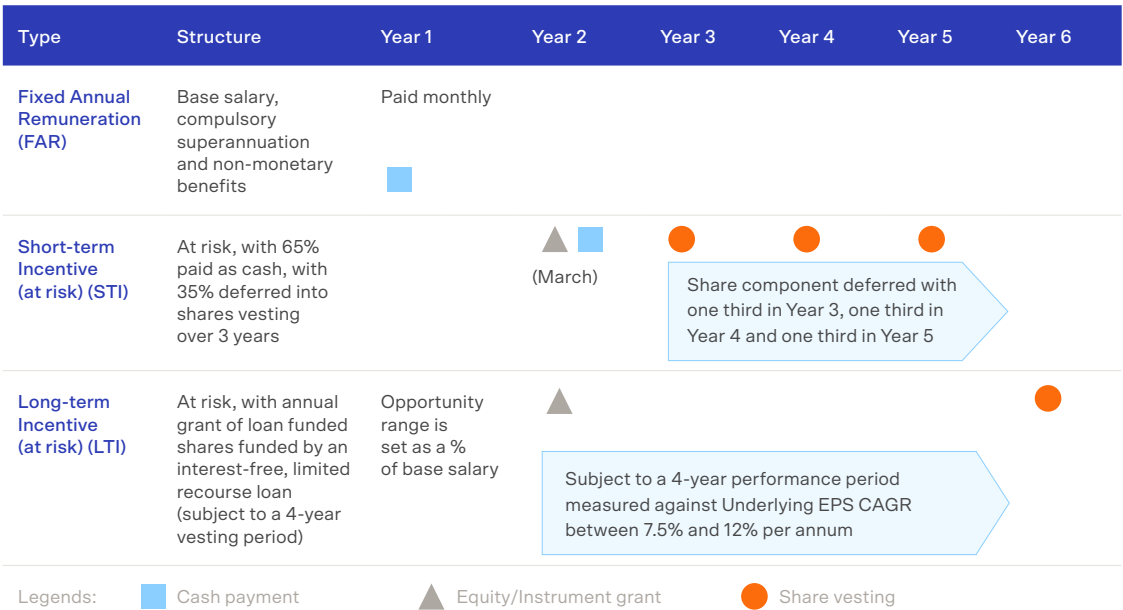 Type Structure Year 1 Year 2 Year 3 Year 4 Year 5 Year 6
Fixed Annual
Remuneration
(FAR)
Base salary,
compulsory
superannuation
and non-monetary
benefits
Paid monthly
Short-term
Incentive
(at risk) (STI)
At risk, with 65%
paid as cash, with
35% deferred into
shares vesting
over 3 years
(March)
Share component deferred with
one third in Year 3, one third in
Year 4 and one third in Year 5
Long-term
Incentive
(at risk) (LTI)
At risk, with annual
grant of loan funded
shares funded by an
interest-free, limited
recourse loan
(subject to a 4-year
vesting period)
Opportunity
range is
set as a %
of base salary
Subject to a 4-year performance period
measured against Underlying EPS CAGR
between 7.5% and 12% per annum
Legends: Cash payment Equity/Instrument grant Share vesting